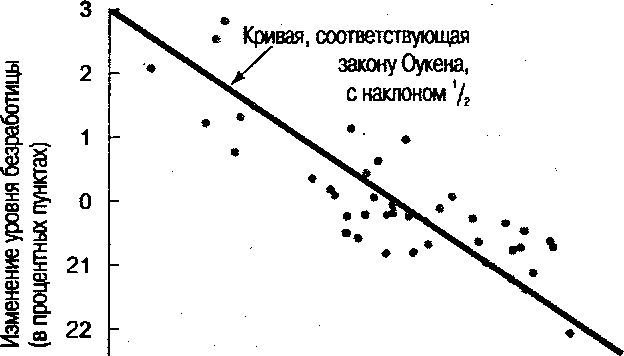 3
Кривая, соответствующая
закону Оукена,
с наклоном ¹/₂
2
1
0
21
22
Изменение уровня безработицы
(в процентных пунктах)